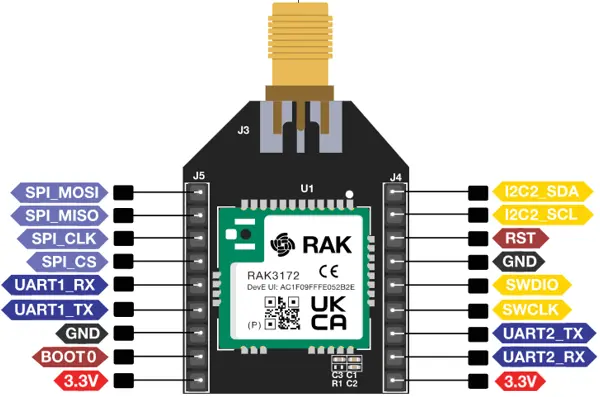 J3
J5
J4
U1
SPI_MOSI
SPI_MISO
SPI_CLK
SPI_CS
UART1_RX
UART1_TX
GND
BOOT0
3.3V
RAK
RAK3172
DevE UI: AC1F09FFFE052B2E
CE
UK
CA
(P)
C3 C1
R1 C2
I2C2_SDA
I2C2_SCL
RST
GND
SWDIO
SWCLK
UART2_TX
UART2_RX
3.3V